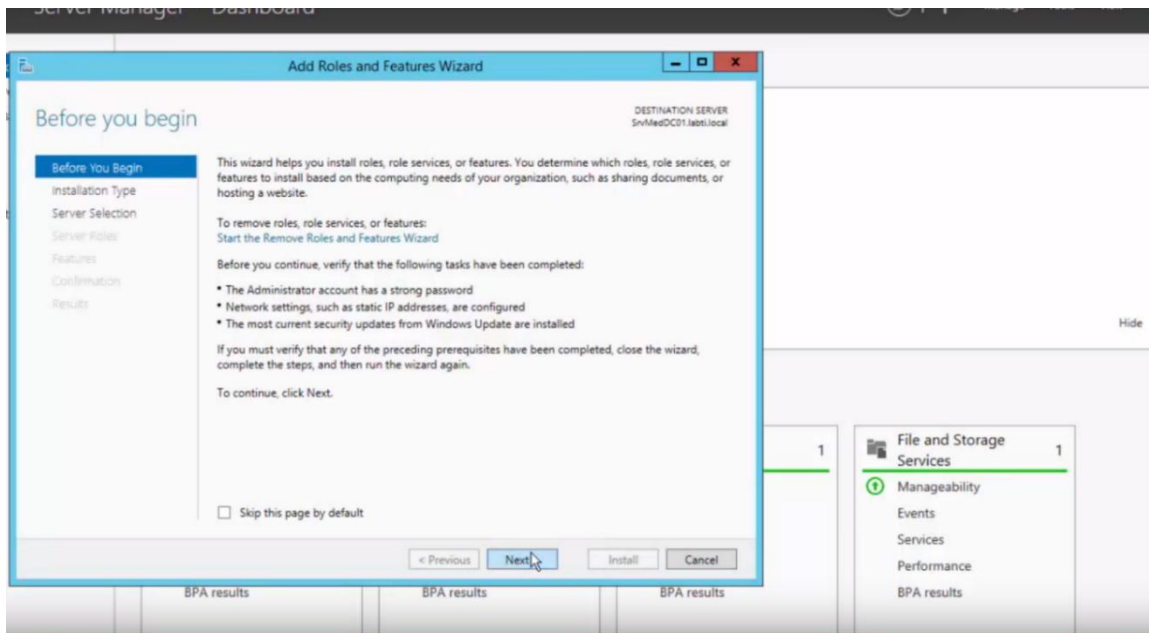 Server Manager Dashboard
Add Roles and Features Wizard
Before you begin
DESTINATION SERVER
SrvMedDC01.labti.local
Before You Begin
Installation Type
Server Selection
Server Roles
Features
Confirmation
Results
This wizard helps you install roles, role services, or features. You determine which roles, role services, or
features to install based on the computing needs of your organization, such as sharing documents, or
hosting a website.
To remove roles, role services, or features:
Start the Remove Roles and Features Wizard
Before you continue, verify that the following tasks have been completed:
• The Administrator account has a strong password
• Network settings, such as static IP addresses, are configured
• The most current security updates from Windows Update are installed
If you must verify that any of the preceding prerequisites have been completed, close the wizard,
complete the steps, and then run the wizard again.
To continue, click Next.
Skip this page by default
< Previous
Next
Install
Cancel
Hide
1
File and Storage
Services
1
Manageability
Events
Services
Performance
BPA results
BPA results
BPA results
BPA results